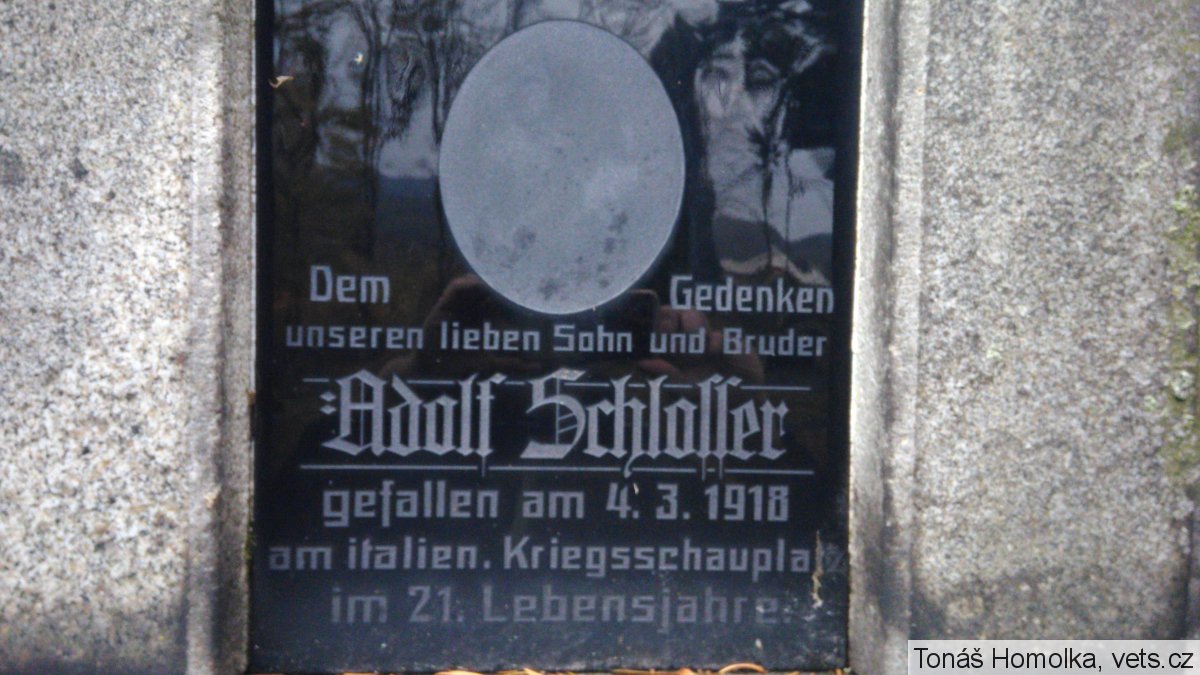 Dem Gedenken
unseren lieben Sohn und Bruder
:Adolf Schlosser
gefallen am 4. 3. 1918
am italien. Kriegsschauplatz
im 21. Lebensjahre.
Tonáš Homolka, vets.cz